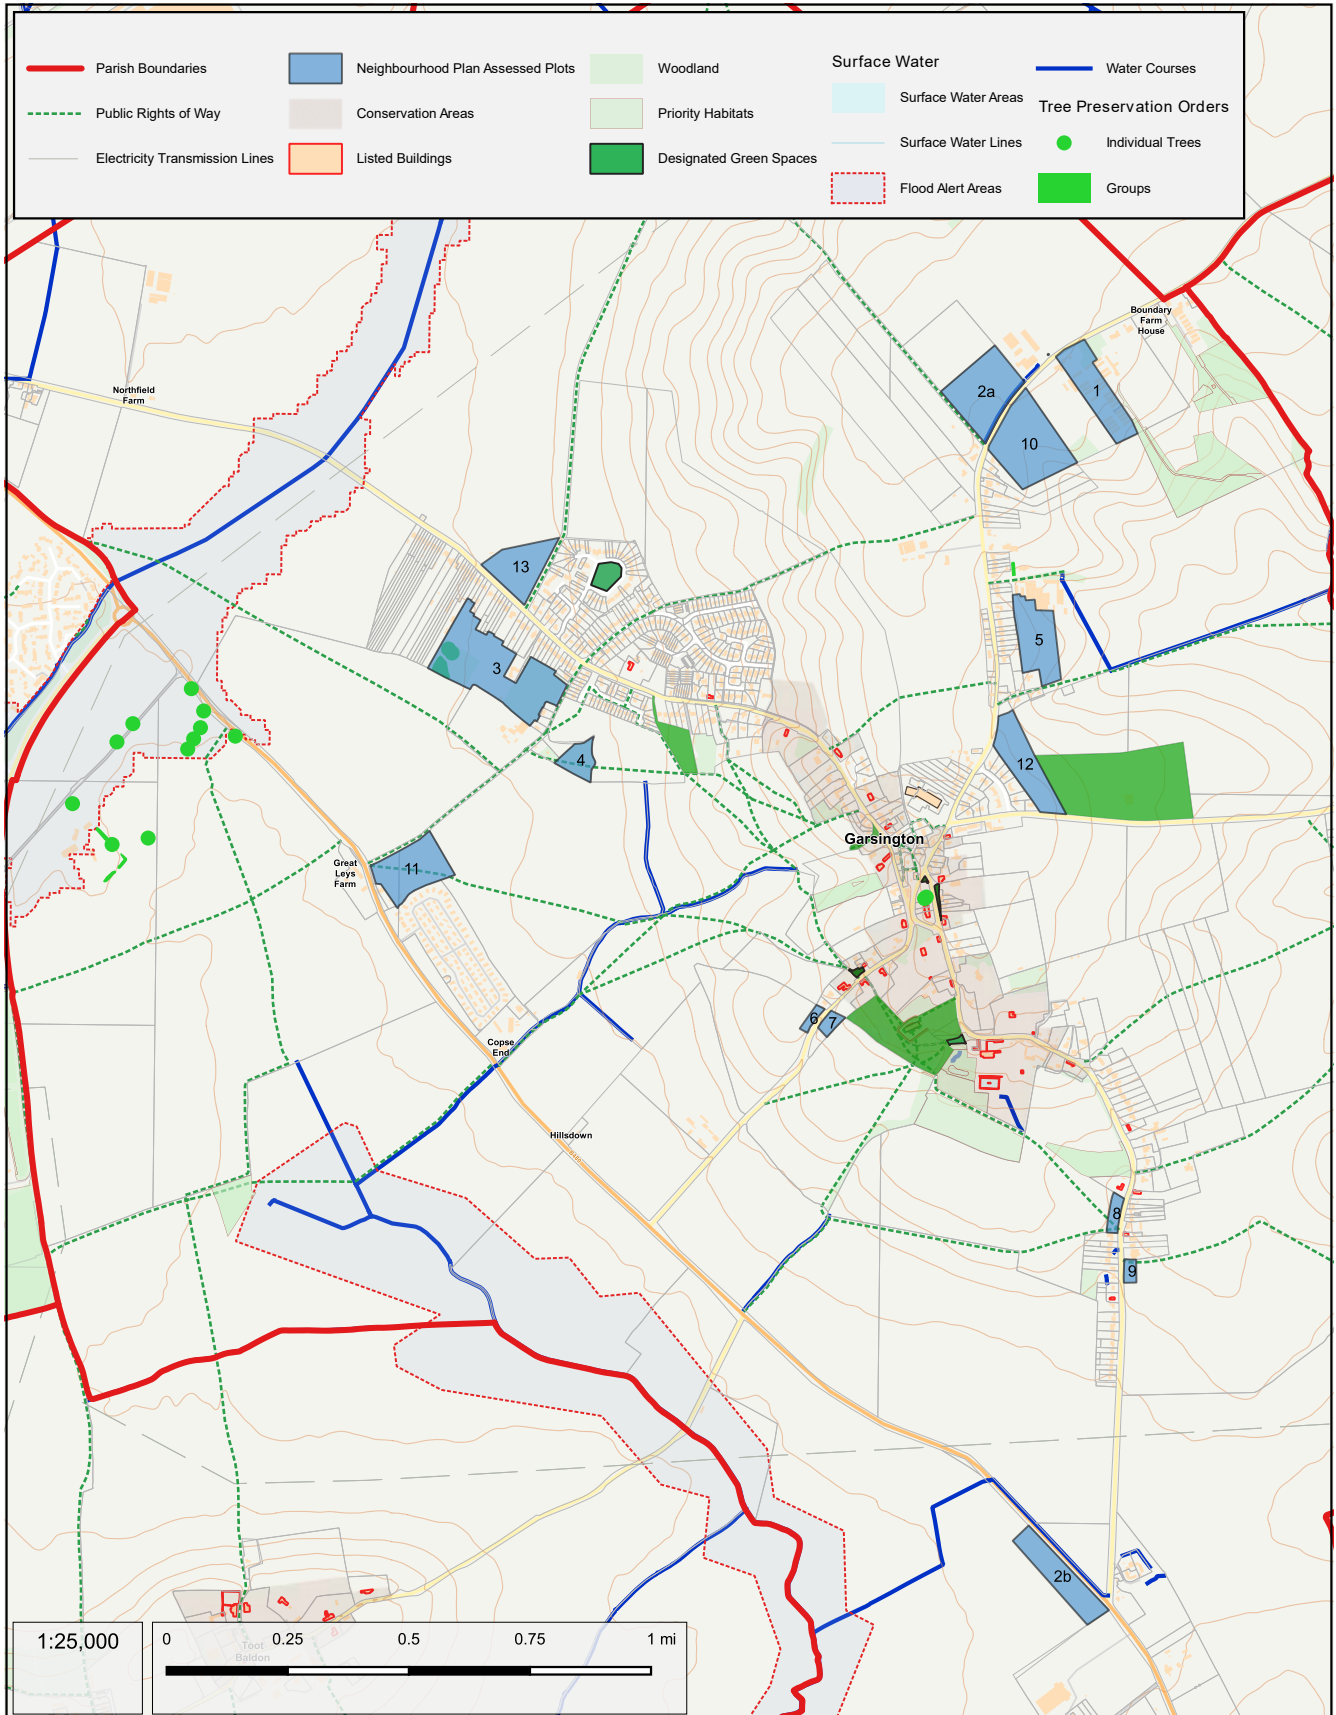 Parish Boundaries
Public Rights of Way
Electricity Transmission Lines
Neighbourhood Plan Assessed Plots
Conservation Areas
Listed Buildings
Woodland
Priority Habitats
Designated Green Spaces
Surface Water
Surface Water Areas
Surface Water Lines
Flood Alert Areas
Water Courses
Tree Preservation Orders
Individual Trees
Groups
Boundary
Farm
House
Northfield
Farm
2a
1
10
13
3
5
4
12
Garsington
Great
Leys
Farm
11
6
7
Copse
End
Hillsdown
8
9
2b
Toot
Baldon
1:25,000
0
0.25
0.5
0.75
1 mi